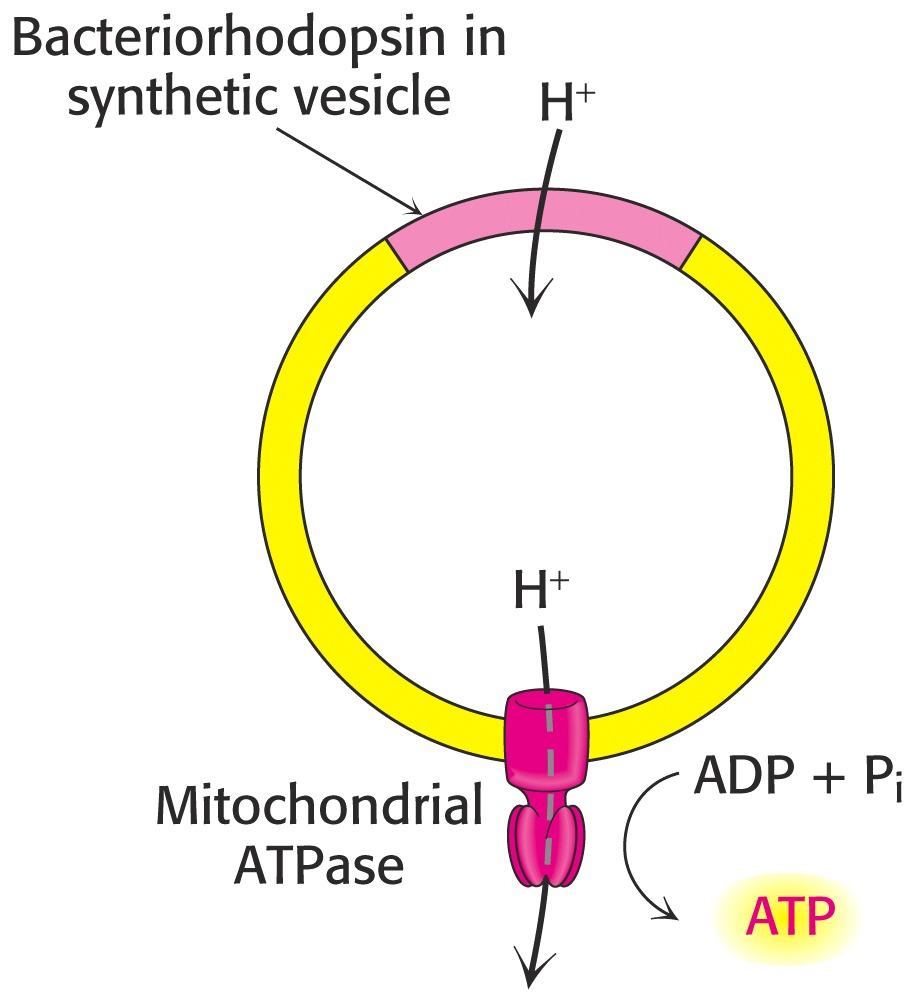 Bacteriorhodopsin in
synthetic vesicle
H⁺
H⁺
Mitochondrial
ATPase
ADP + Pᵢ
ATP